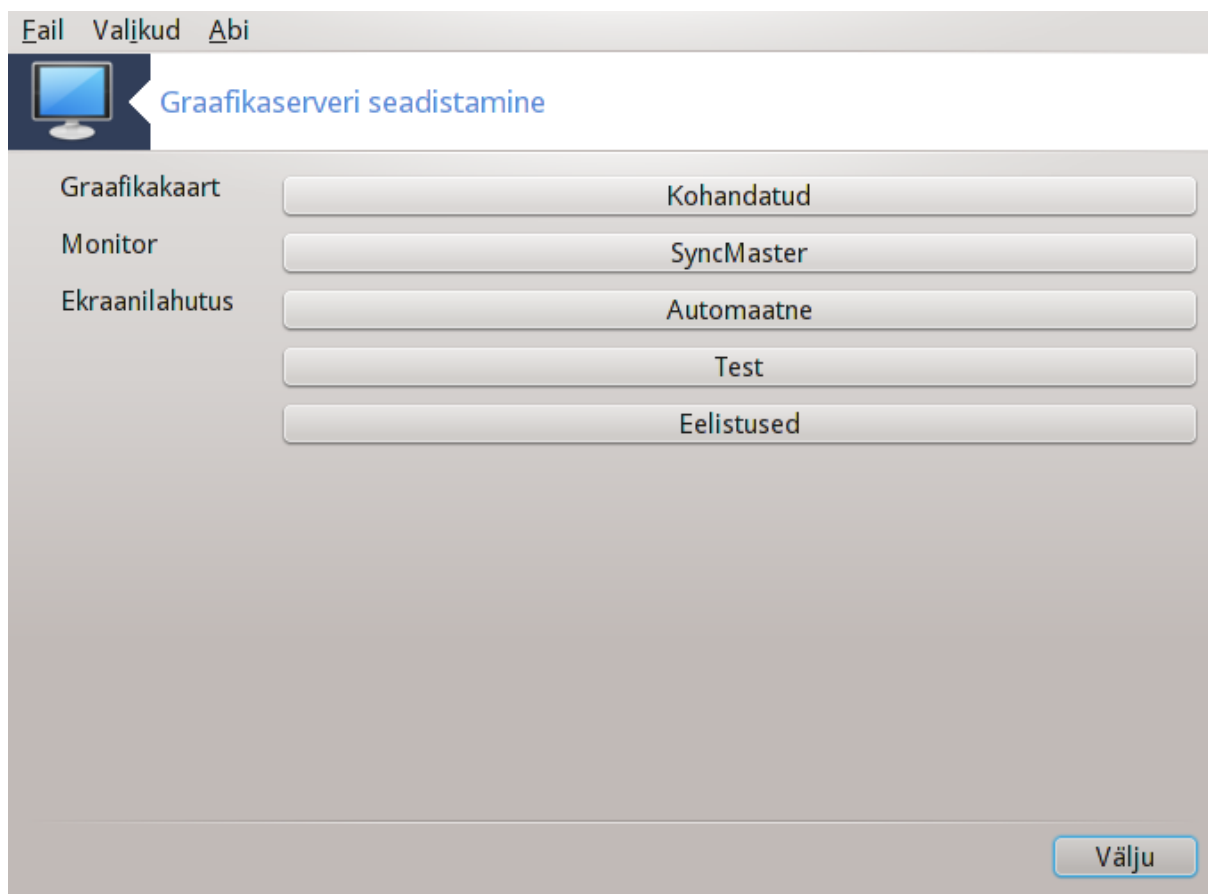 Fail Valikud Abi
Graafikaserveri seadistamine
Graafikakaart Kohandatud
Monitor SyncMaster
Ekraanilahutus Automaatne
Test
Eelistused
Välju